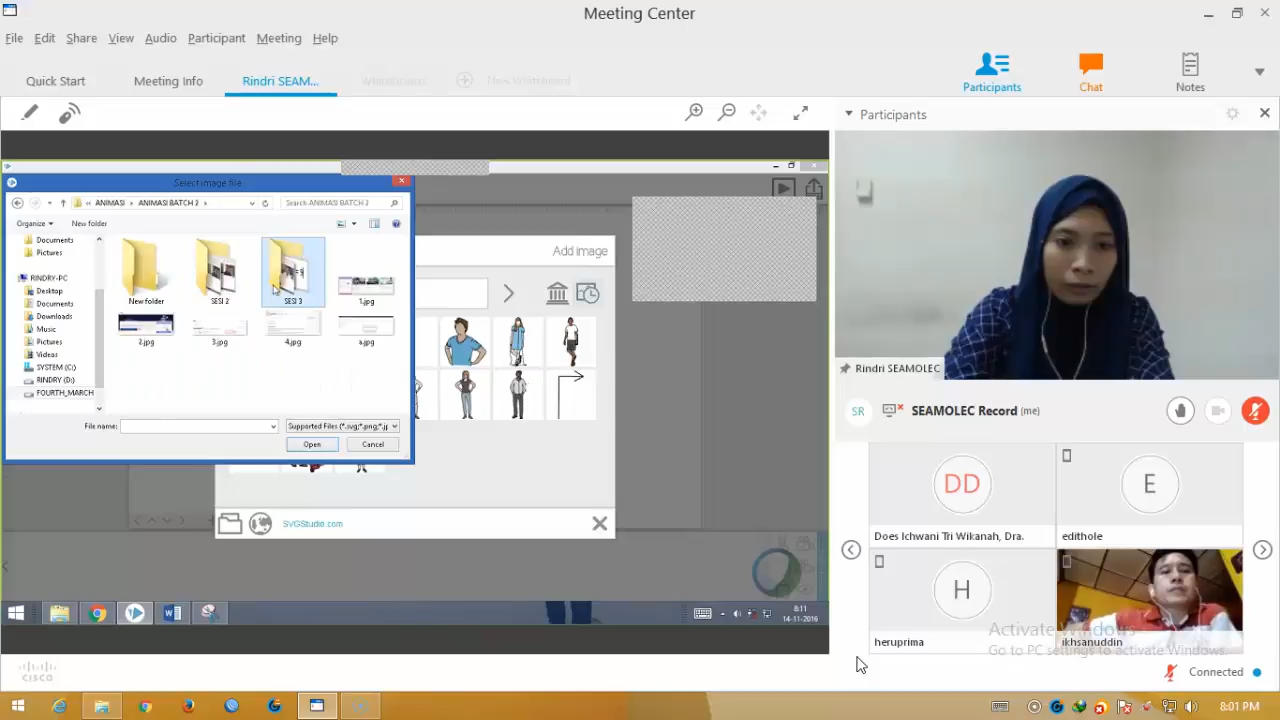 Meeting Center
File Edit Share View Audio Participant Meeting Help
Quick Start Meeting Info Rindri SEAM...
Participants Chat Notes
Participants
Select image file
« ANIMASI › ANIMASI BATCH 2 ›
Search ANIMASI BATCH 2
Organize New folder
Documents
Pictures
RINDRY-PC
Desktop
Documents
Downloads
Music
Pictures
Videos
SYSTEM (C:)
RINDRY (D:)
FOURTH_MARCH
New folder SESI 2 SESI 3 1.jpg
2.jpg 3.jpg 4.jpg
File name:
Supported Files (*.svg;*.png;*.j
Open Cancel
Add image
SVGStudio.com
8:11
14-11-2016
Rindri SEAMOLEC
SR SEAMOLEC Record (me)
DD
Does Ichwani Tri Wikanah, Dra.
E
edithole
H
heruprima
ikhsanuddin
Activate Windows
Go to PC settings to activate Windows.
cisco
Connected
8:01 PM